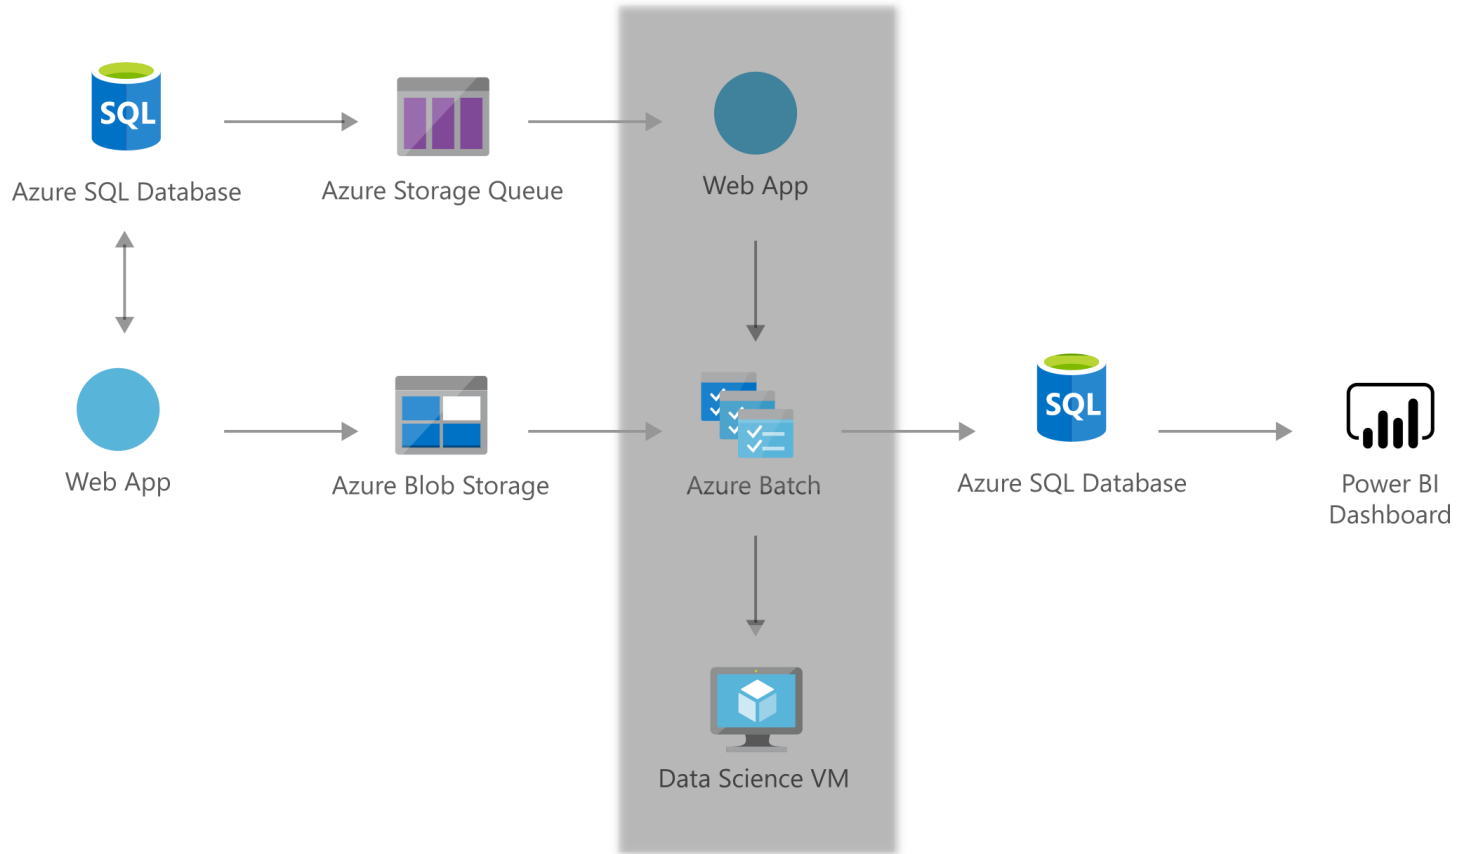 SQL
Azure SQL Database
Azure Storage Queue
Web App
Web App
Azure Blob Storage
Azure Batch
SQL
Azure SQL Database
Power BI
Dashboard
Data Science VM